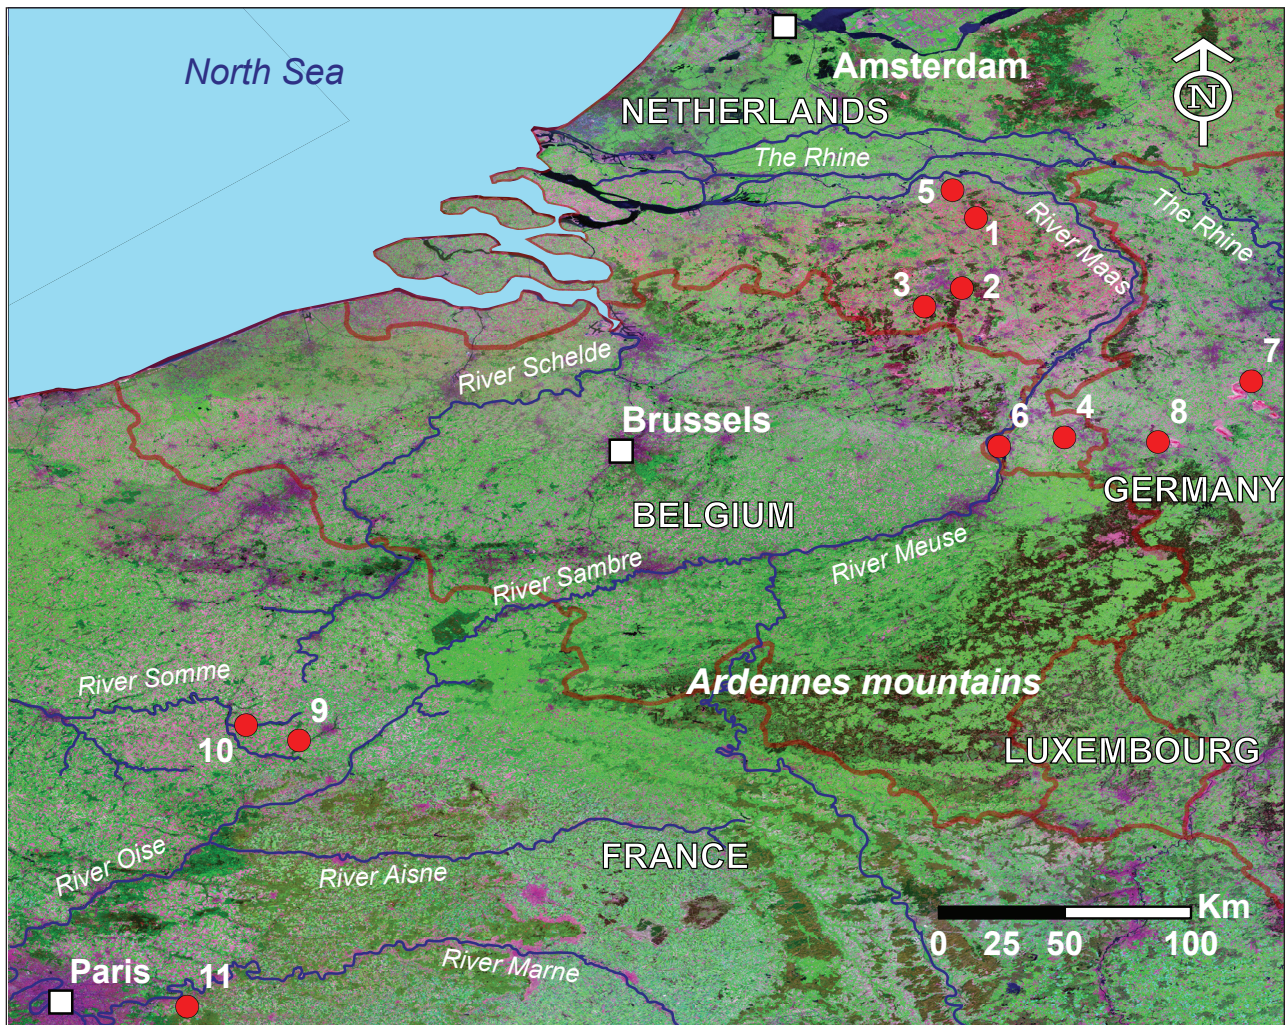 North Sea
Amsterdam
N
NETHERLANDS
The Rhine
5
1
River Maas
The Rhine
3
2
River Schelde
7
Brussels
6
4
8
BELGIUM
GERMANY
River Sambre
River Meuse
River Somme
Ardennes mountains
9
10
LUXEMBOURG
River Oise
FRANCE
River Aisne
Km
0 25 50 100
River Marne
Paris
11